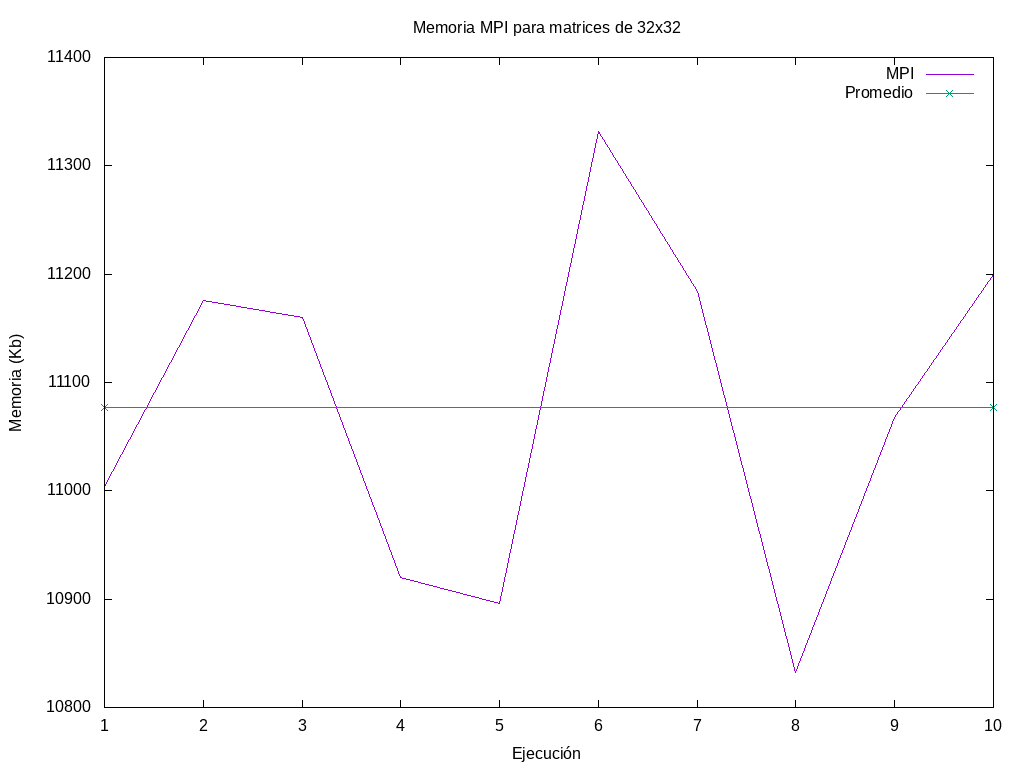 Memoria MPI para matrices de 32x32
11400
MPI
Promedio
11300
11200
11100
Memoria (Kb)
11000
10900
10800
1 2 3 4 5 6 7 8 9 10
Ejecución